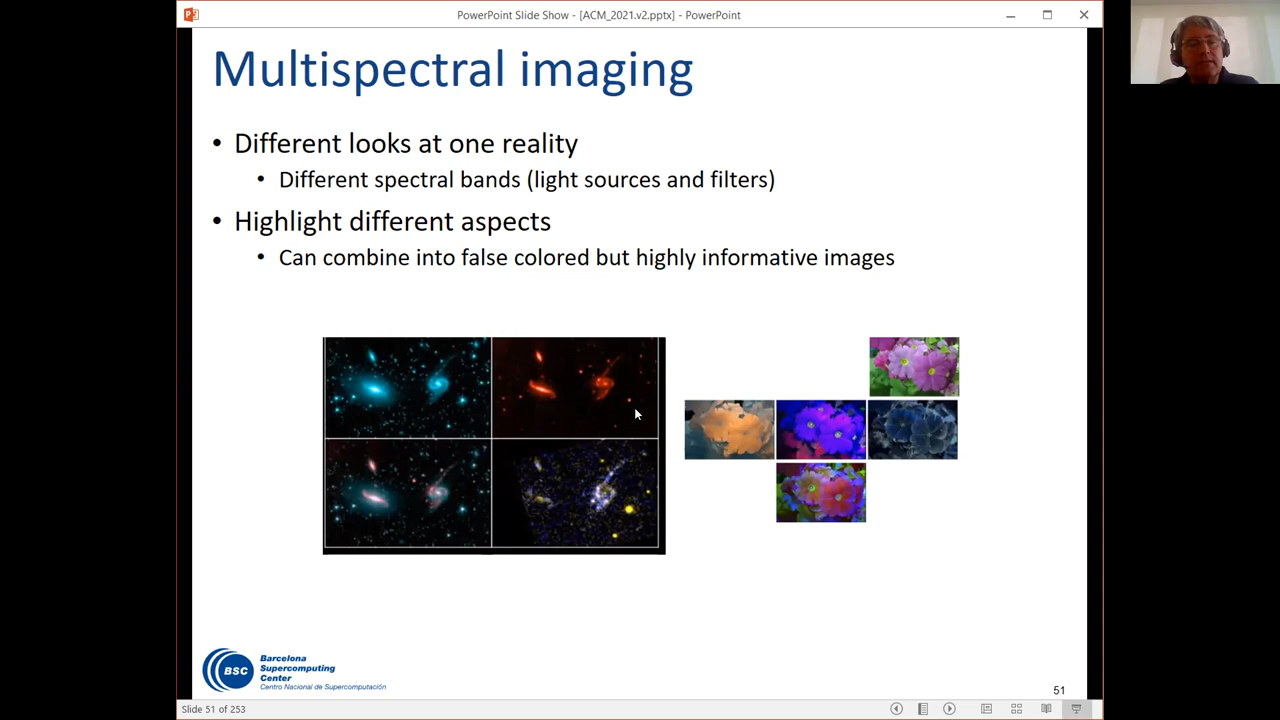 PowerPoint Slide Show - [ACM_2021.v2.pptx] - PowerPoint
Multispectral imaging
• Different looks at one reality
• Different spectral bands (light sources and filters)
• Highlight different aspects
• Can combine into false colored but highly informative images
BSC
Barcelona
Supercomputing
Center
Centro Nacional de Supercomputación
51
Slide 51 of 253